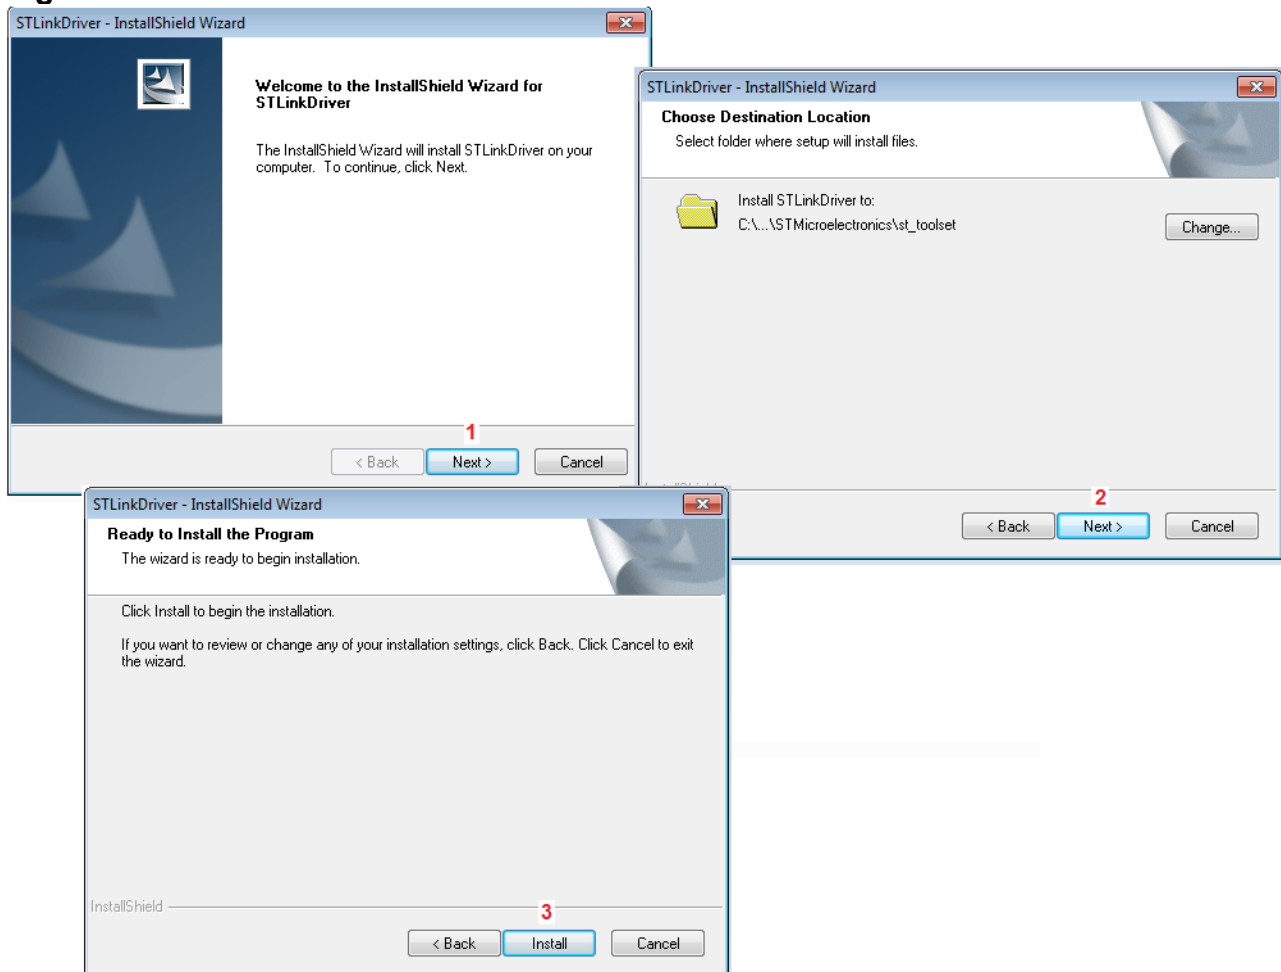 STLinkDriver - InstallShield Wizard
Welcome to the InstallShield Wizard for
STLinkDriver
The InstallShield Wizard will install STLinkDriver on your
computer. To continue, click Next.
1
< Back
Next >
Cancel
STLinkDriver - InstallShield Wizard
Choose Destination Location
Select folder where setup will install files.
Install STLinkDriver to:
C:\...\STMicroelectronics\st_toolset
Change...
2
< Back
Next >
Cancel
STLinkDriver - InstallShield Wizard
Ready to Install the Program
The wizard is ready to begin installation.
Click Install to begin the installation.
If you want to review or change any of your installation settings, click Back. Click Cancel to exit
the wizard.
InstallShield
3
< Back
Install
Cancel